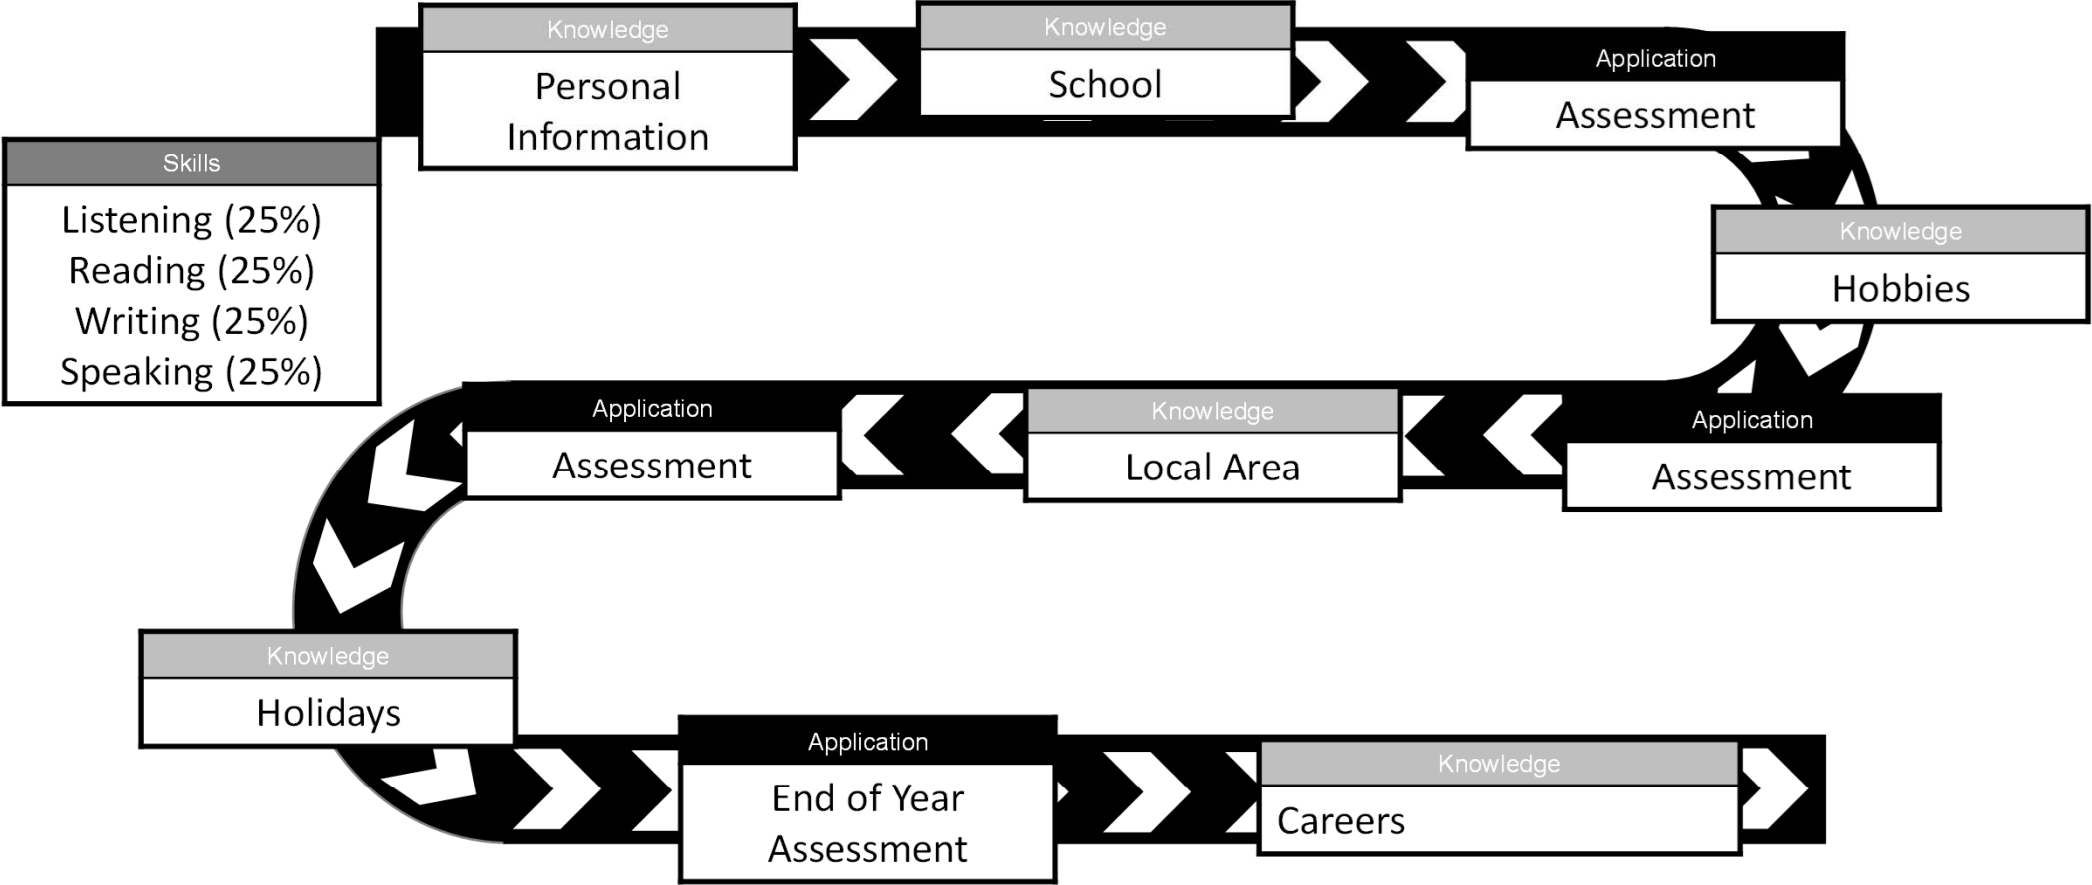 Knowledge
Personal
Information
Knowledge
School
Application
Assessment
Skills
Listening (25%)
Reading (25%)
Writing (25%)
Speaking (25%)
Knowledge
Hobbies
Application
Assessment
Knowledge
Local Area
Application
Assessment
Knowledge
Holidays
Application
End of Year
Assessment
Knowledge
Careers